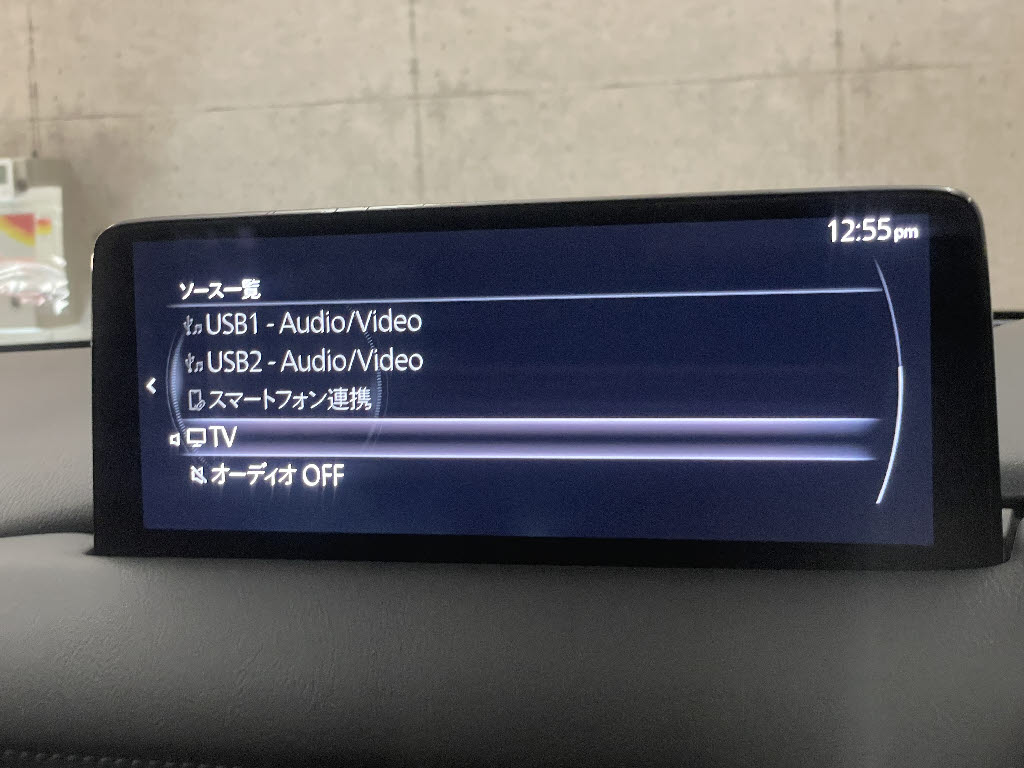 12:55pm
ソース一覧
USB1 - Audio/Video
USB2 - Audio/Video
スマートフォン連携
TV
オーディオ OFF